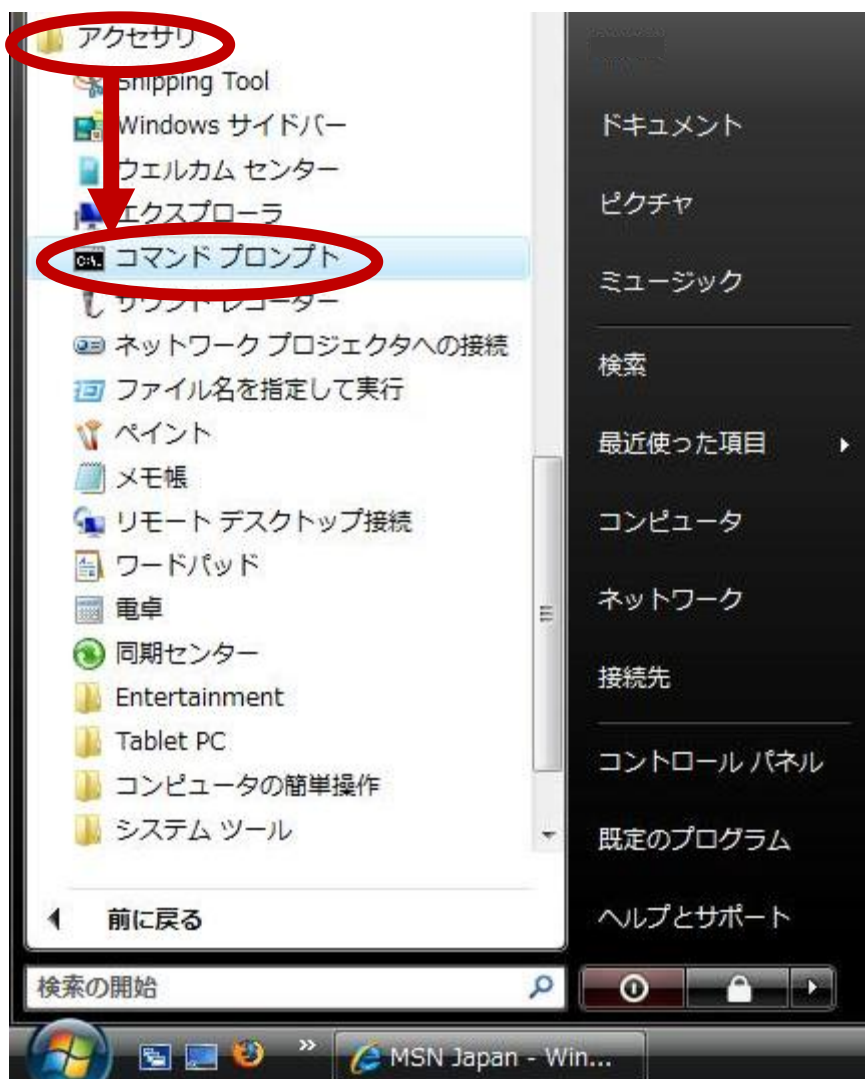 アクセサリ
Snipping Tool
Windows サイドバー
ウェルカム センター
エクスプローラ
コマンド プロンプト
サウンド レコーダー
ネットワーク プロジェクタへの接続
ファイル名を指定して実行
ペイント
メモ帳
リモート デスクトップ接続
ワードパッド
電卓
同期センター
Entertainment
Tablet PC
コンピュータの簡単操作
システム ツール
前に戻る
検索の開始
ドキュメント
ピクチャ
ミュージック
検索
最近使った項目
コンピュータ
ネットワーク
接続先
コントロール パネル
既定のプログラム
ヘルプとサポート
MSN Japan - Win...